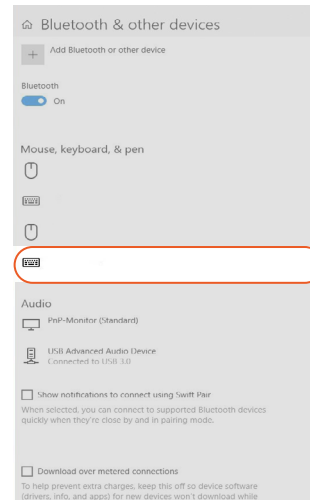 Bluetooth & other devices
Add Bluetooth or other device
Bluetooth
On
Mouse, keyboard, & pen
Audio
PnP-Monitor (Standard)
USB Advanced Audio Device
Connected to USB 3.0
Show notifications to connect using Swift Pair
When selected, you can connect to supported Bluetooth devices
quickly when they're close by and in pairing mode.
Download over metered connections
To help prevent extra charges, keep this off so device software
(drivers, info, and apps) for new devices won't download while